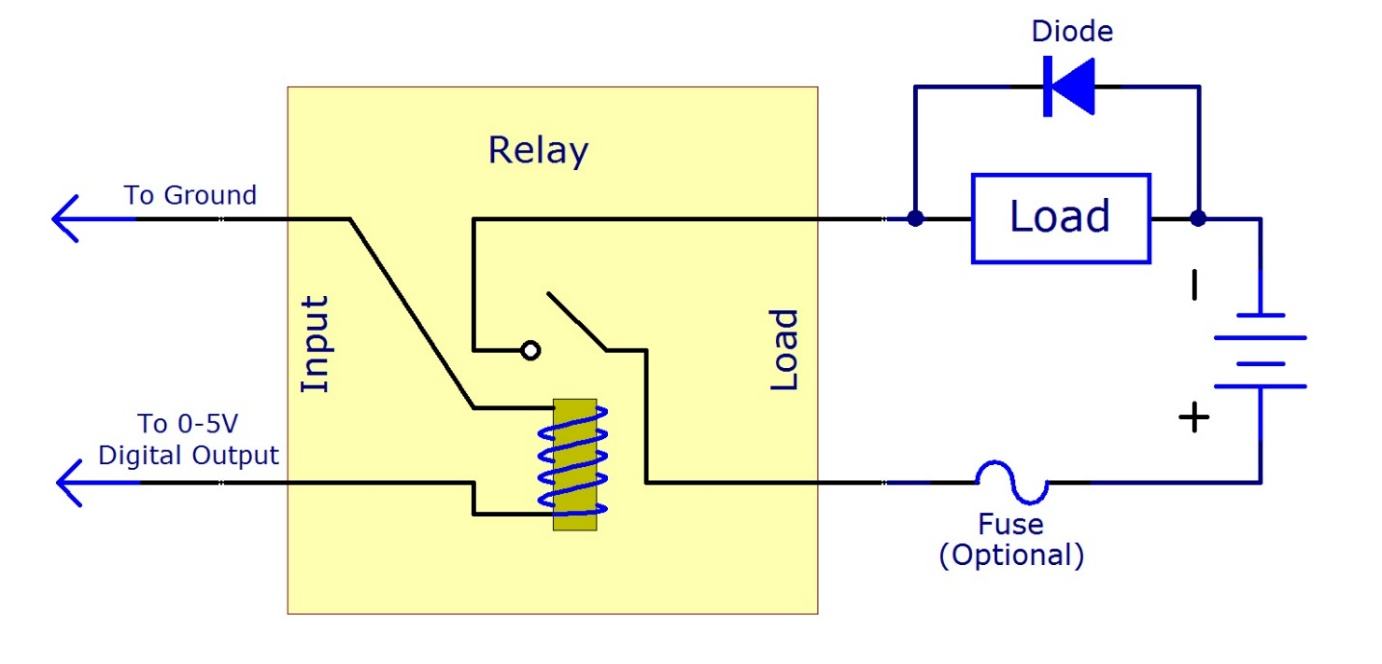 Diode
Relay
To Ground
Load
Input
Load
-
+
To 0-5V
Digital Output
Fuse
(Optional)